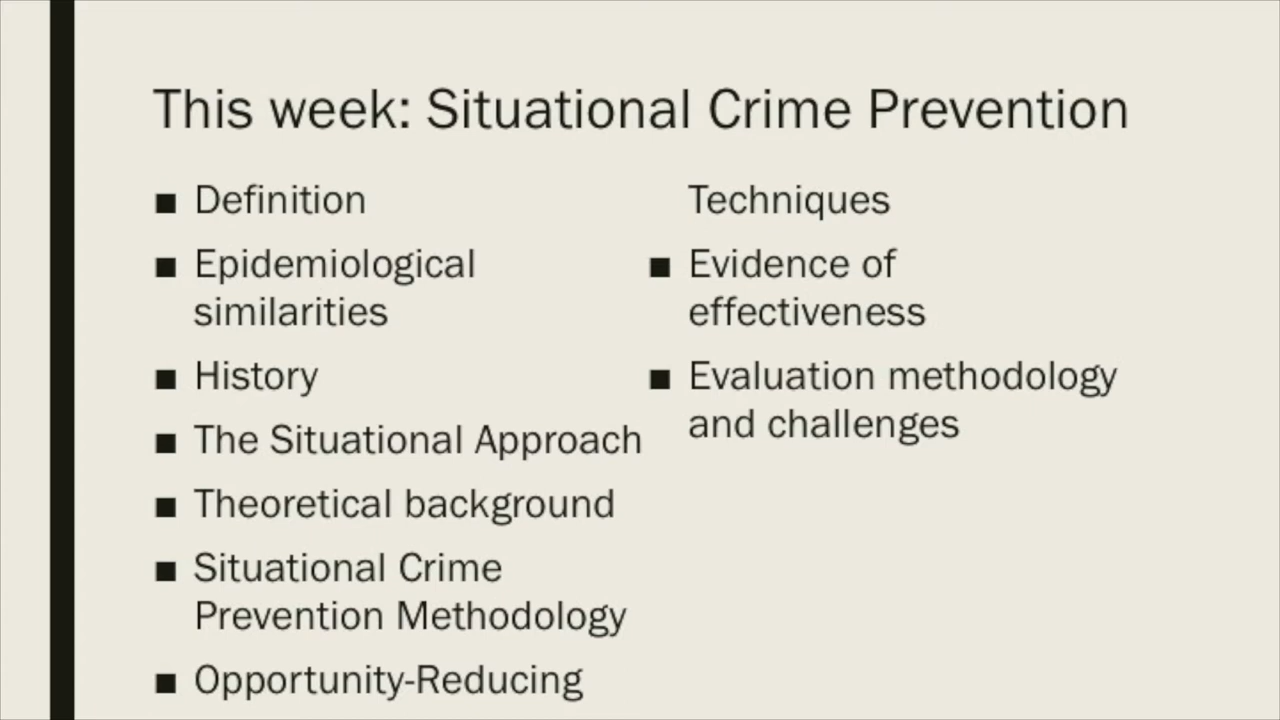 This week: Situational Crime Prevention
■ Definition
■ Epidemiological
similarities
■ History
■ The Situational Approach
■ Theoretical background
■ Situational Crime
Prevention Methodology
■ Opportunity-Reducing
Techniques
■ Evidence of
effectiveness
■ Evaluation methodology
and challenges